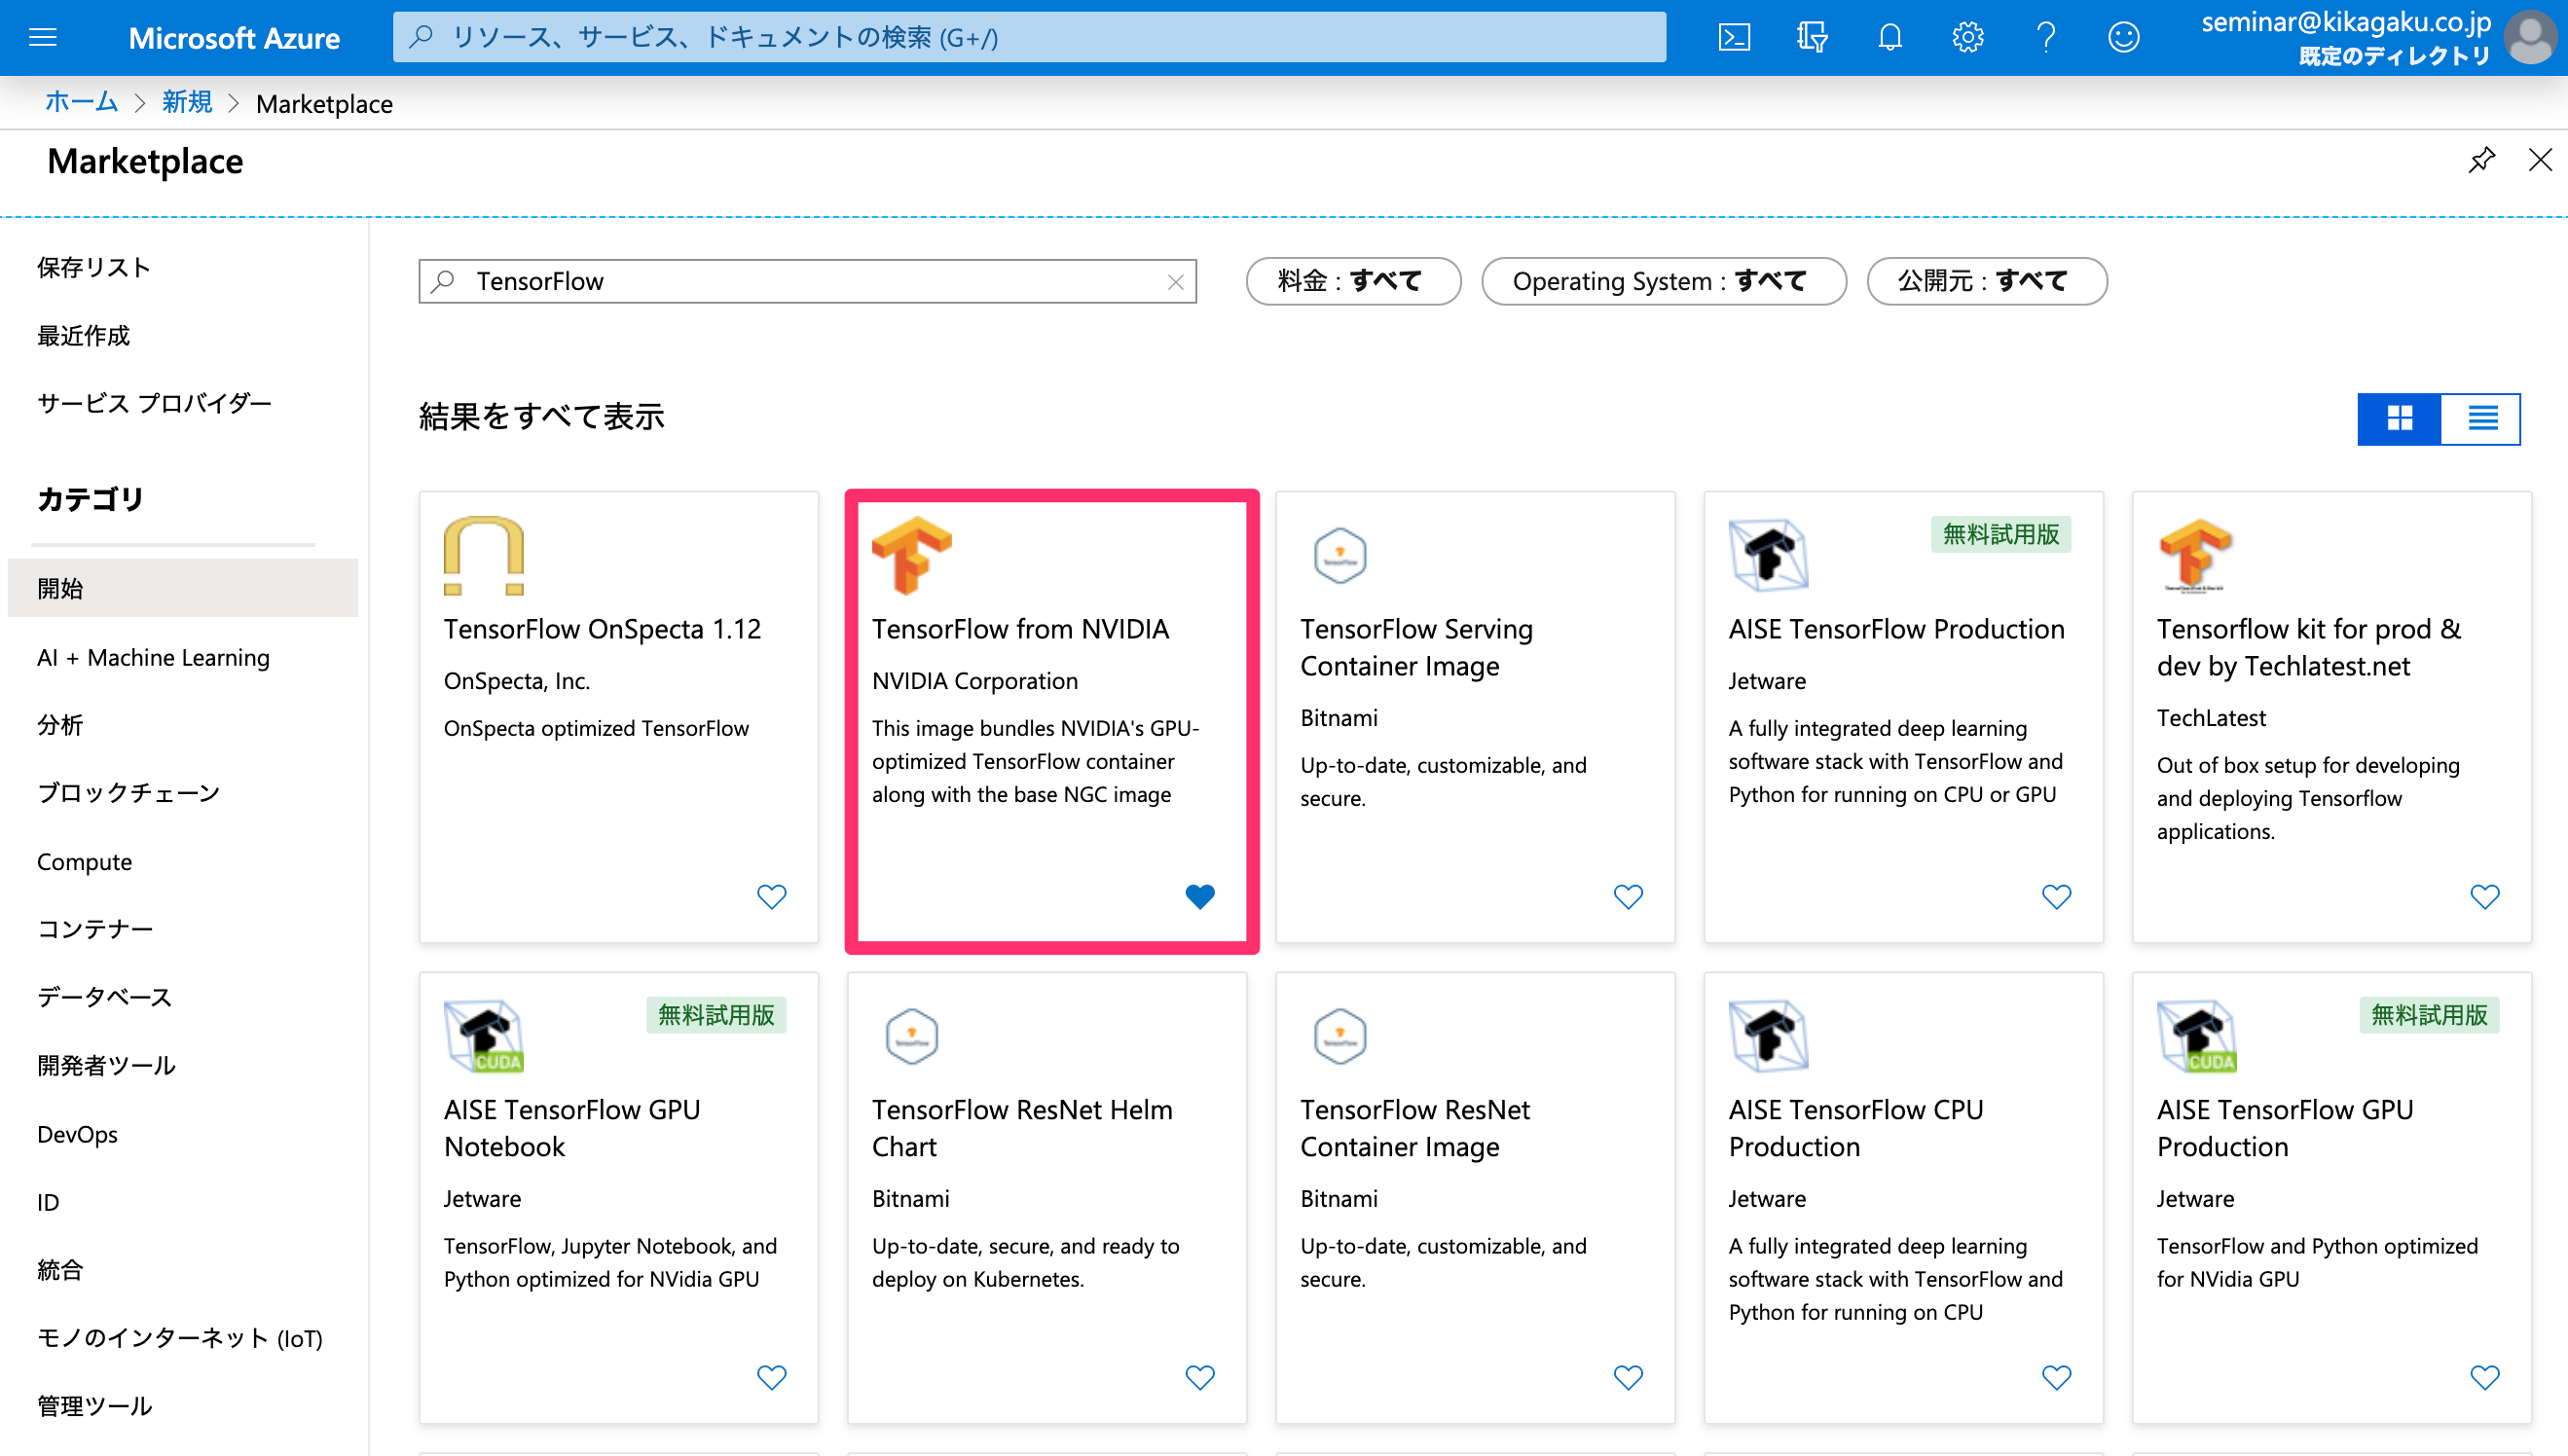 Microsoft Azure
リソース、サービス、ドキュメントの検索 (G+/)
seminar@kikagaku.co.jp
既定のディレクトリ
ホーム > 新規 > Marketplace
Marketplace
保存リスト
最近作成
サービス プロバイダー
カテゴリ
開始
AI + Machine Learning
分析
ブロックチェーン
Compute
コンテナー
データベース
開発者ツール
DevOps
ID
統合
モノのインターネット (IoT)
管理ツール
TensorFlow
料金 : すべて
Operating System : すべて
公開元 : すべて
結果をすべて表示
TensorFlow OnSpecta 1.12
OnSpecta, Inc.
OnSpecta optimized TensorFlow
TensorFlow from NVIDIA
NVIDIA Corporation
This image bundles NVIDIA's GPU-
optimized TensorFlow container
along with the base NGC image
TensorFlow Serving
Container Image
Bitnami
Up-to-date, customizable, and
secure.
無料試用版
AISE TensorFlow Production
Jetware
A fully integrated deep learning
software stack with TensorFlow and
Python for running on CPU or GPU
Tensorflow kit for prod &
dev by Techlatest.net
TechLatest
Out of box setup for developing
and deploying Tensorflow
applications.
無料試用版
CUDA
AISE TensorFlow GPU
Notebook
Jetware
TensorFlow, Jupyter Notebook, and
Python optimized for NVidia GPU
TensorFlow ResNet Helm
Chart
Bitnami
Up-to-date, secure, and ready to
deploy on Kubernetes.
TensorFlow ResNet
Container Image
Bitnami
Up-to-date, customizable, and
secure.
AISE TensorFlow CPU
Production
Jetware
A fully integrated deep learning
software stack with TensorFlow and
Python for running on CPU
無料試用版
CUDA
AISE TensorFlow GPU
Production
Jetware
TensorFlow and Python optimized
for NVidia GPU